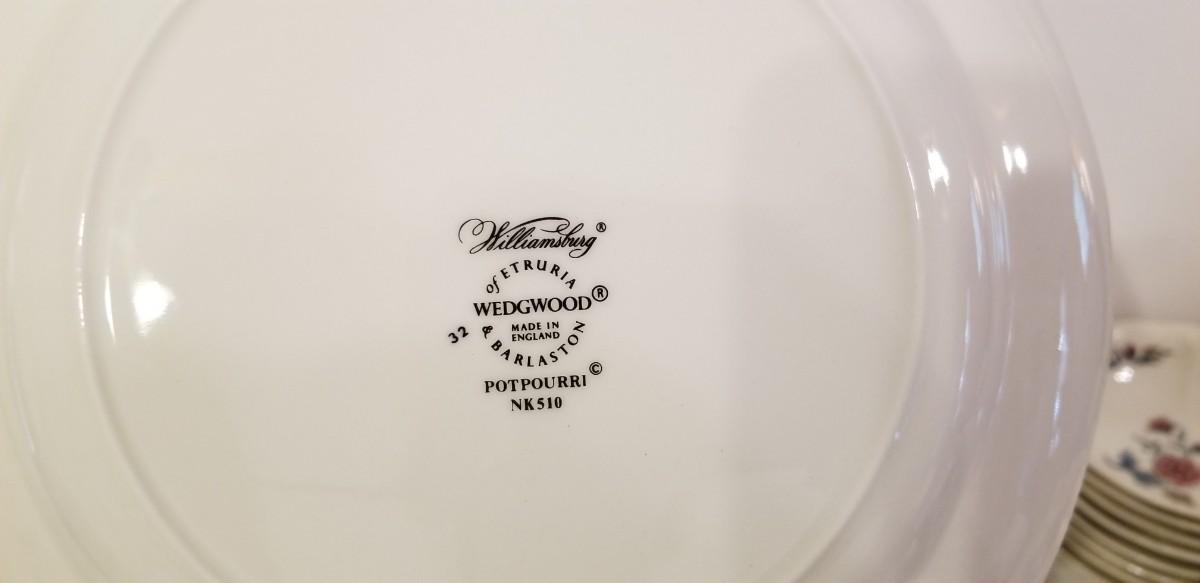 Williamsburg®
of ETRURIA
WEDGWOOD®
32
MADE IN
ENGLAND
& BARLASTON
POTPOURRI©
NK510